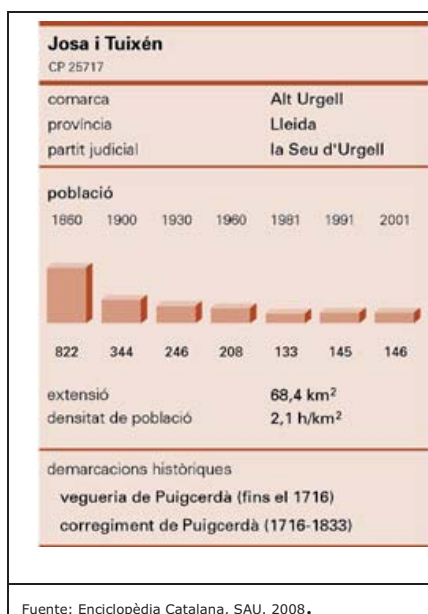 Josa i Tuixén
CP 25717
comarca Alt Urgell
província Lleida
partit judicial la Seu d'Urgell
població
1860 1900 1930 1960 1981 1991 2001
822 344 246 208 133 145 146
extensió 68,4 km²
densitat de població 2,1 h/km²
demarcacions històriques
vegueria de Puigcerdà (fins el 1716)
corregiment de Puigcerdà (1716-1833)
Fuente: Enciclopèdia Catalana, SAU, 2008.